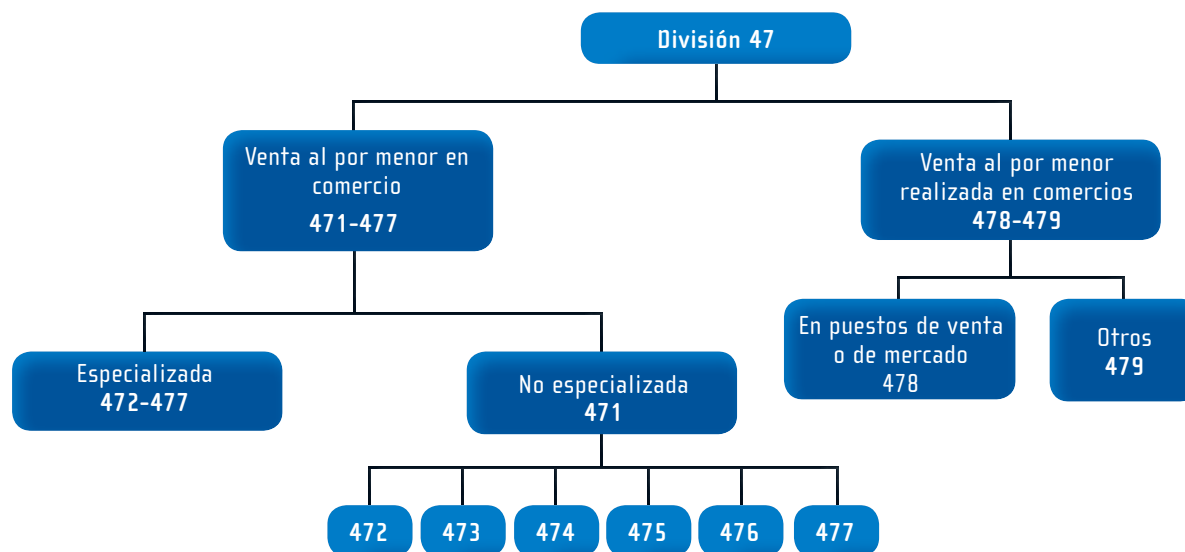 División 47
Venta al por menor en
comercio
471-477
Venta al por menor
realizada en comercios
478-479
Especializada
472-477
No especializada
471
En puestos de venta
o de mercado
478
Otros
479
472
473
474
475
476
477